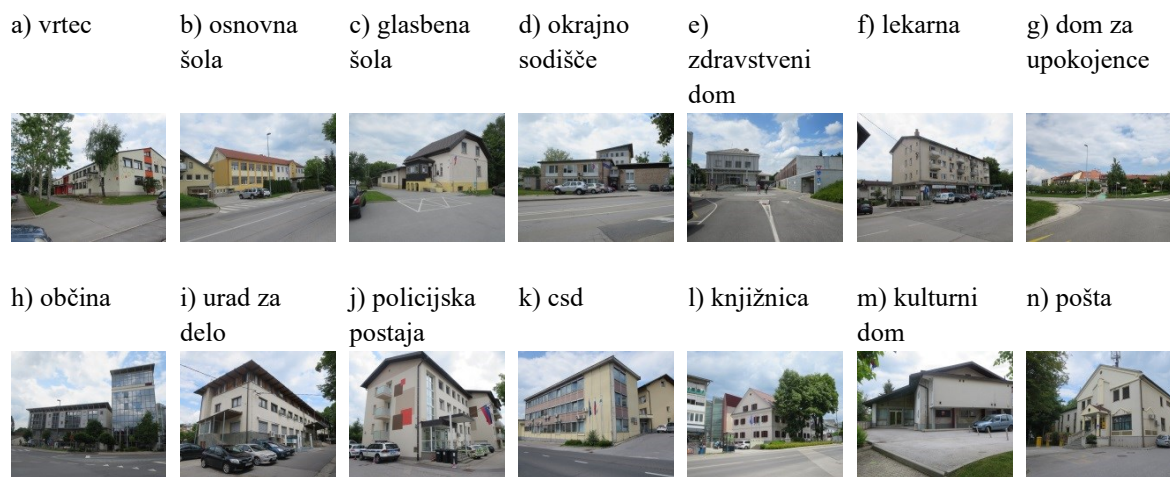 a) vrtec
b) osnovna
šola
c) glasbena
šola
d) okrajno
sodišče
e)
zdravstveni
dom
f) lekarna
g) dom za
upokojence
h) občina
i) urad za
delo
j) policijska
postaja
k) csd
l) knjižnica
m) kulturni
dom
n) pošta